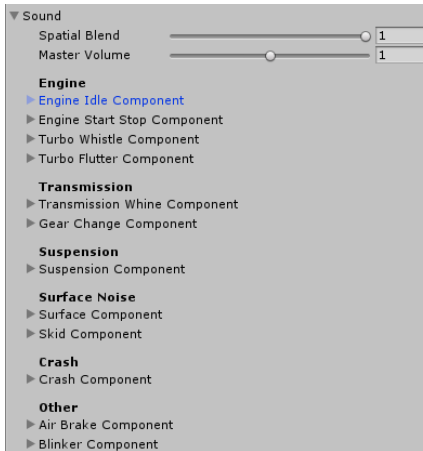 Sound
Spatial Blend 1
Master Volume 1
Engine
Engine Idle Component
Engine Start Stop Component
Turbo Whistle Component
Turbo Flutter Component
Transmission
Transmission Whine Component
Gear Change Component
Suspension
Suspension Component
Surface Noise
Surface Component
Skid Component
Crash
Crash Component
Other
Air Brake Component
Blinker Component